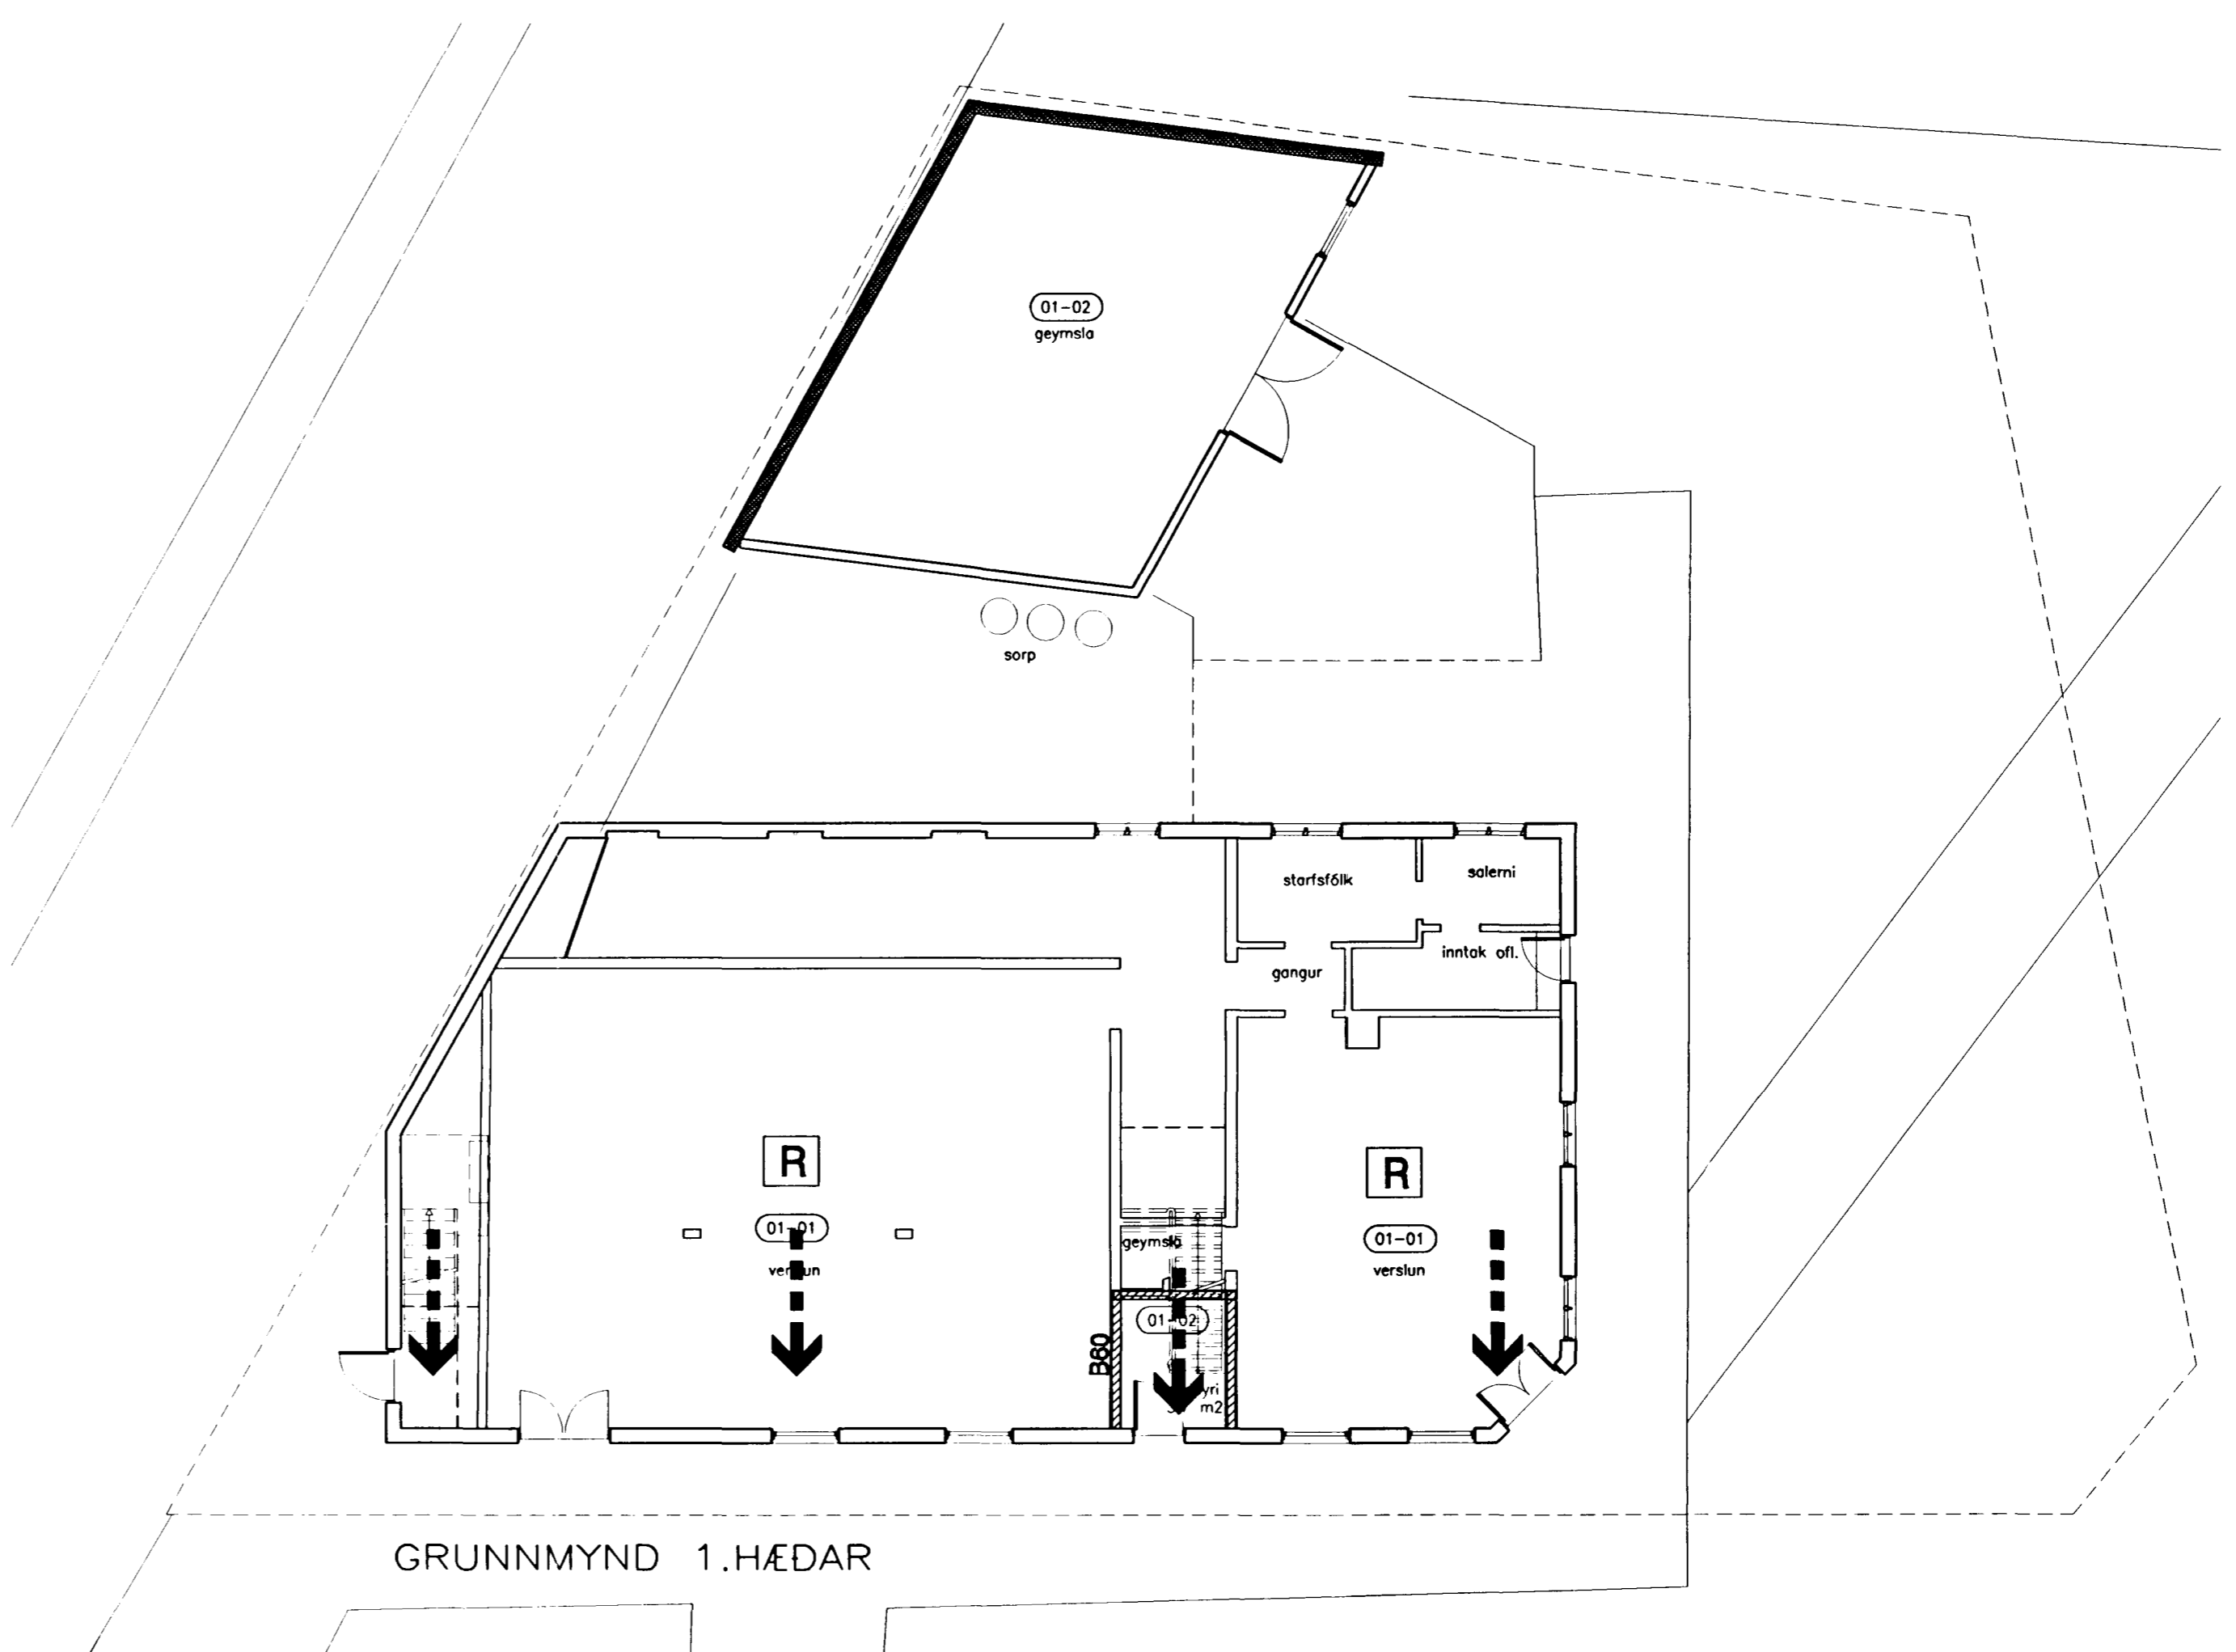 01-02
geymsla
sorp
starfsfólk
salerni
inntak ofl.
gangur
R
R
01-01
verslun
geymsla
01-01
verslun
01-02
B60
m2
GRUNNMYND 1.HÆÐAR